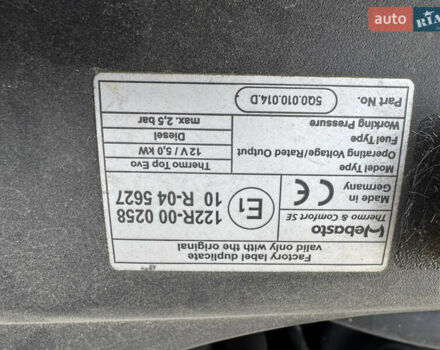 Factory label duplicate
valid only with the original
Webasto
Thermo & Comfort SE
Made in
Germany
CE
E1
122R-00 0258
10 R-04 5627
Model Type
Thermo Top Evo
Operating Voltage/Rated Output
12V / 5,0 kW
Fuel Type
Diesel
Working Pressure
max. 2,5 bar
Part No.
5Q0.010.014.D
auto
RIA